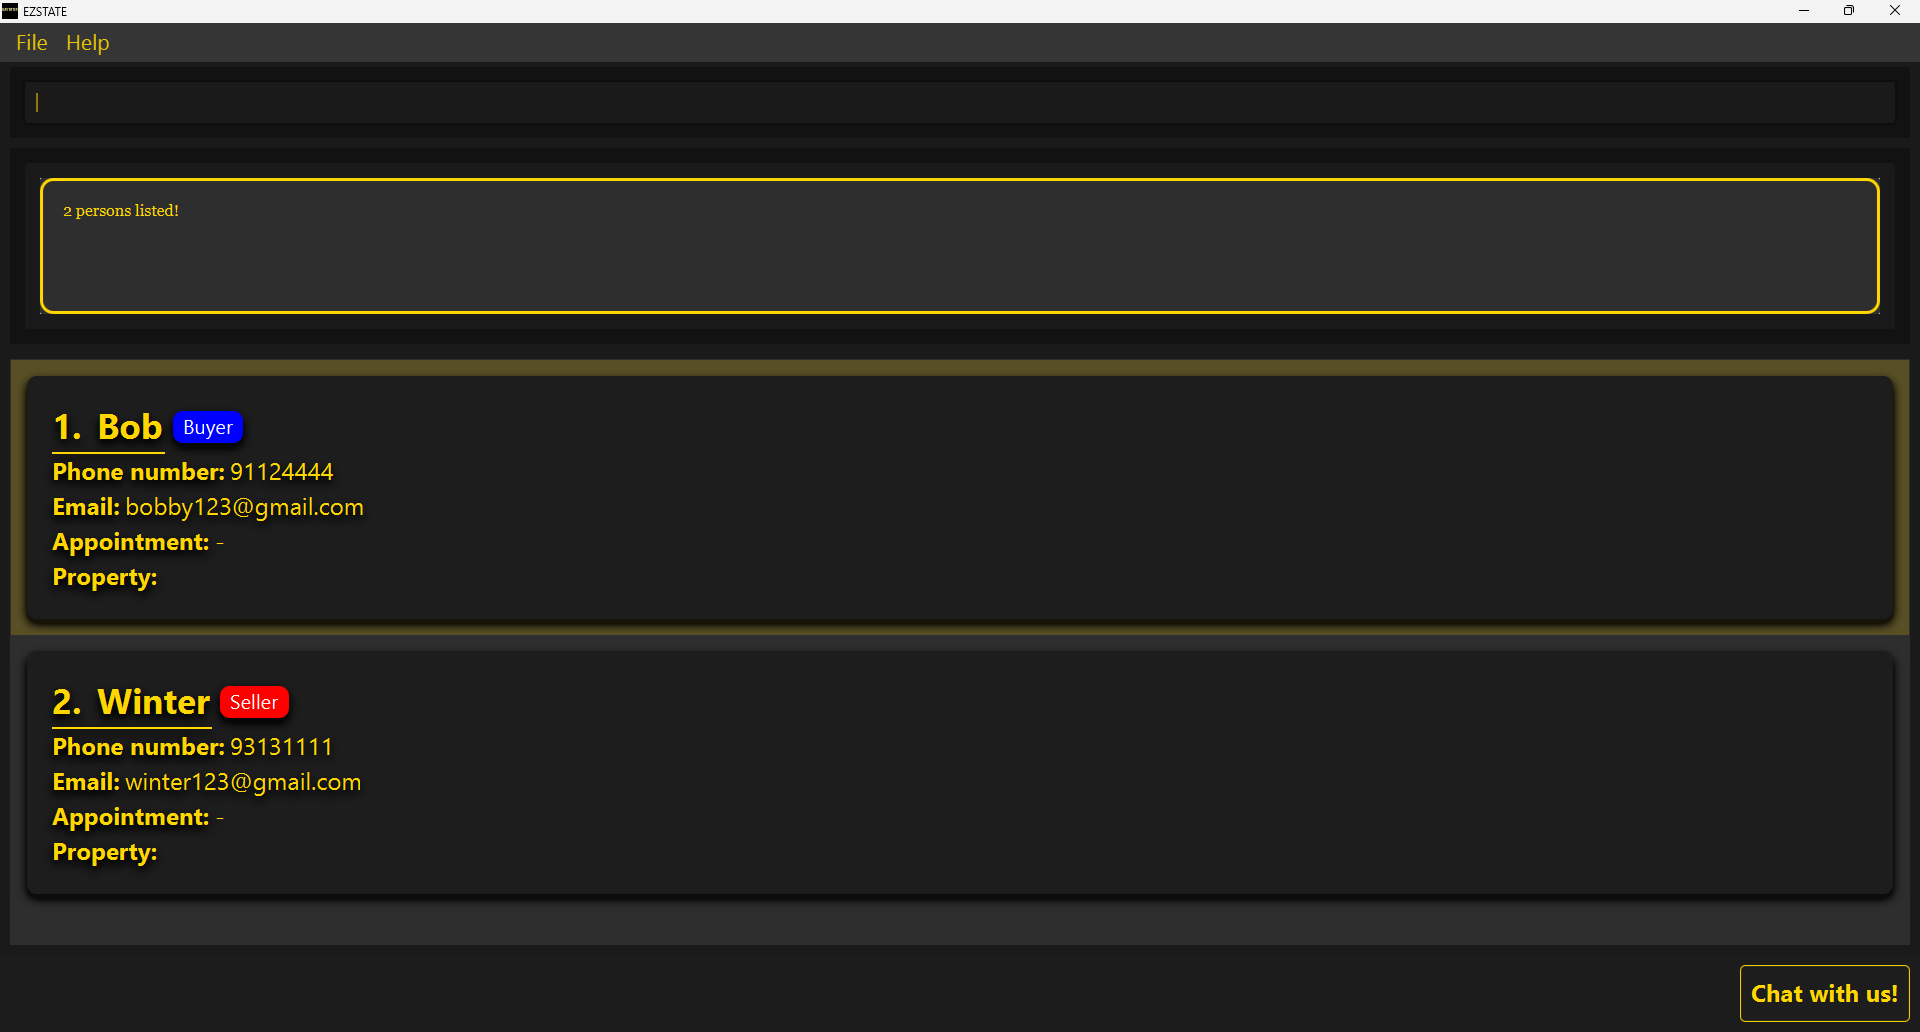 EZSTATE
File Help
2 persons listed!
1. Bob Buyer
Phone number: 91124444
Email: bobby123@gmail.com
Appointment: -
Property:
2. Winter Seller
Phone number: 93131111
Email: winter123@gmail.com
Appointment: -
Property:
Chat with us!